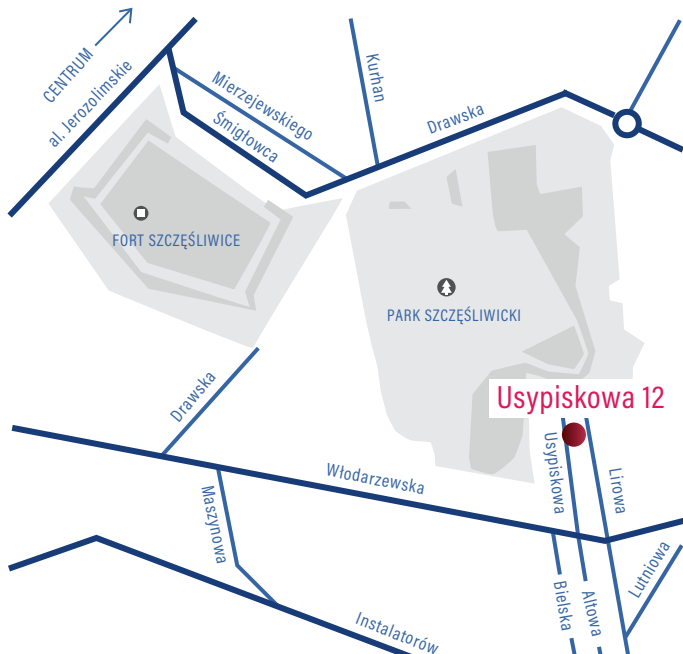 CENTRUM
al. Jerozolimskie
Mierzejewskiego
Śmigłowca
Kurhan
Drawska
FORT SZCZĘŚLIWICE
PARK SZCZĘŚLIWICKI
Drawska
Usypiskowa 12
Włodarzewska
Usypiskowa
Lirowa
Maszynowa
Bielska
Altowa
Lutniowa
Instalatorów